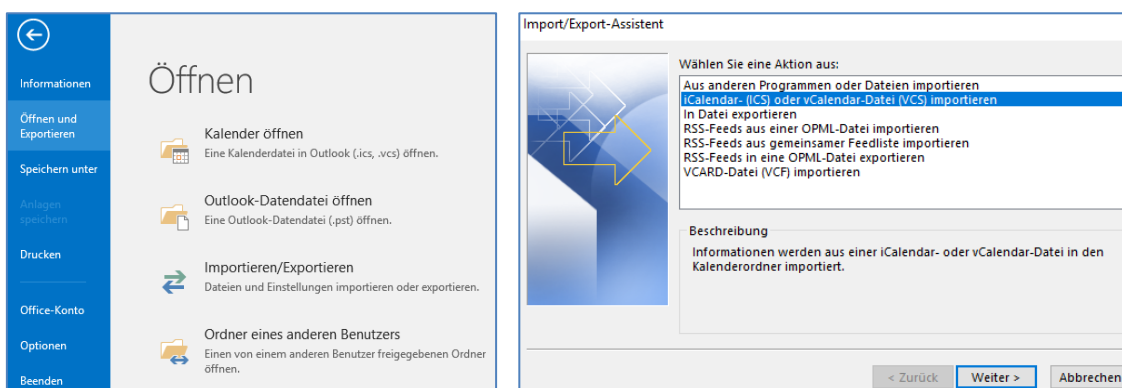 Informationen
Öffnen und
Exportieren
Speichern unter
Anlagen
speichern
Drucken
Office-Konto
Optionen
Beenden
Öffnen
Kalender öffnen
Eine Kalenderdatei in Outlook (.ics, .vcs) öffnen.
Outlook-Datendatei öffnen
Eine Outlook-Datendatei (.pst) öffnen.
Importieren/Exportieren
Dateien und Einstellungen importieren oder exportieren.
Ordner eines anderen Benutzers
Einen von einem anderen Benutzer freigegebenen Ordner
öffnen.
Import/Export-Assistent
Wählen Sie eine Aktion aus:
Aus anderen Programmen oder Dateien importieren
iCalendar- (ICS) oder vCalendar-Datei (VCS) importieren
In Datei exportieren
RSS-Feeds aus einer OPML-Datei importieren
RSS-Feeds aus gemeinsamer Feedliste importieren
RSS-Feeds in eine OPML-Datei exportieren
VCARD-Datei (VCF) importieren
Beschreibung
Informationen werden aus einer iCalendar- oder vCalendar-Datei in den
Kalenderordner importiert.
< Zurück
Weiter >
Abbrechen